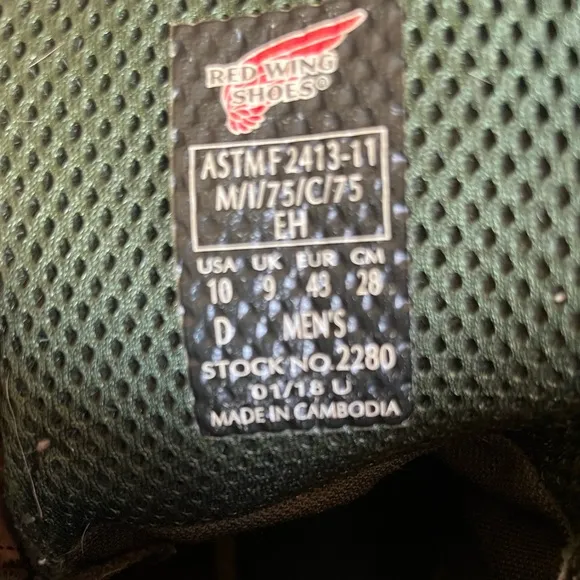 RED WING
SHOES®
ASTM F 2413-11
M/I/75/C/75
EH
USA UK EUR CM
10 9 43 28
D MEN'S
STOCK NO. 2280
01/18 U
MADE IN CAMBODIA